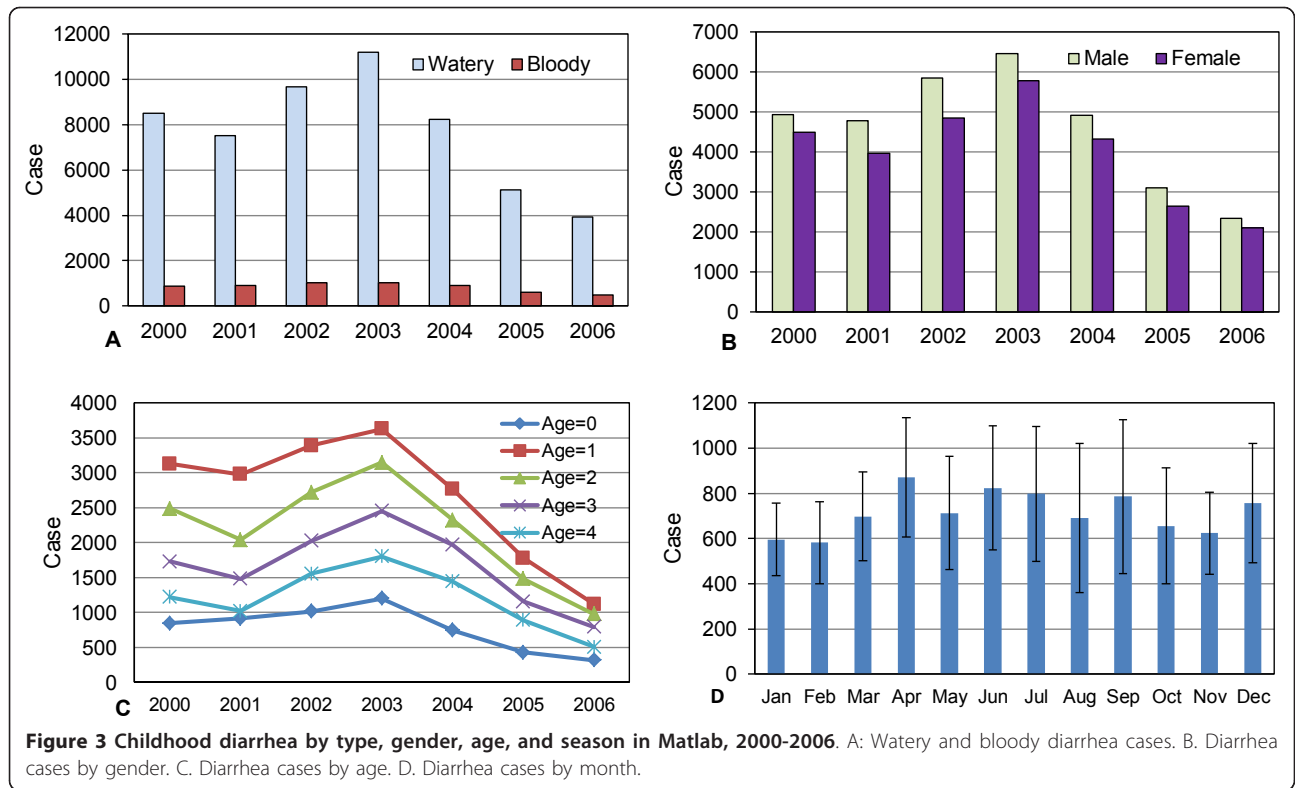 12000
10000
8000
6000
4000
2000
0
Case
Watery Bloody
2000 2001 2002 2003 2004 2005 2006
A
7000
6000
5000
4000
3000
2000
1000
0
Case
Male Female
2000 2001 2002 2003 2004 2005 2006
B
4000
3500
3000
2500
2000
1500
1000
500
0
Case
Age=0
Age=1
Age=2
Age=3
Age=4
2000 2001 2002 2003 2004 2005 2006
C
1200
1000
800
600
400
200
0
Case
Jan Feb Mar Apr May Jun Jul Aug Sep Oct Nov Dec
D
Figure 3 Childhood diarrhea by type, gender, age, and season in Matlab, 2000-2006. A: Watery and bloody diarrhea cases. B. Diarrhea
cases by gender. C. Diarrhea cases by age. D. Diarrhea cases by month.